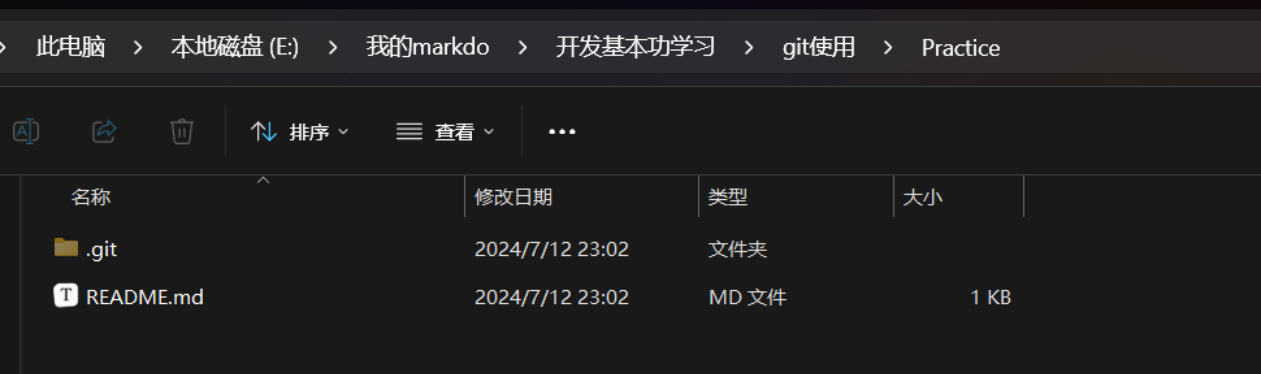 此电脑 > 本地磁盘 (E:) > 我的markdo > 开发基本功学习 > git使用 > Practice
排序 查看 •••
名称 修改日期 类型 大小
.git 2024/7/12 23:02 文件夹
README.md 2024/7/12 23:02 MD 文件 1 KB